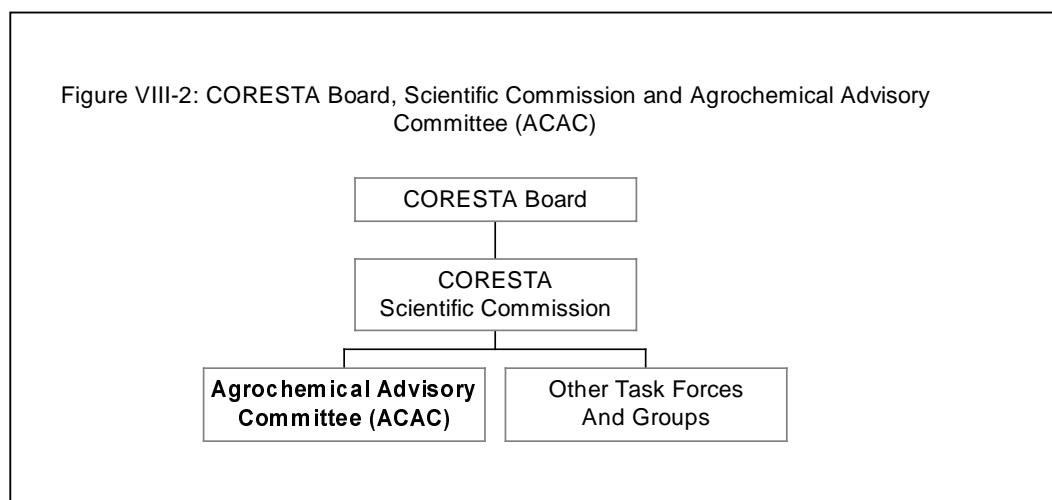 Figure VIII-2: CORESTA Board, Scientific Commission and Agrochemical Advisory
Committee (ACAC)
CORESTA Board
CORESTA
Scientific Commission
Agrochemical Advisory
Committee (ACAC)
Other Task Forces
And Groups